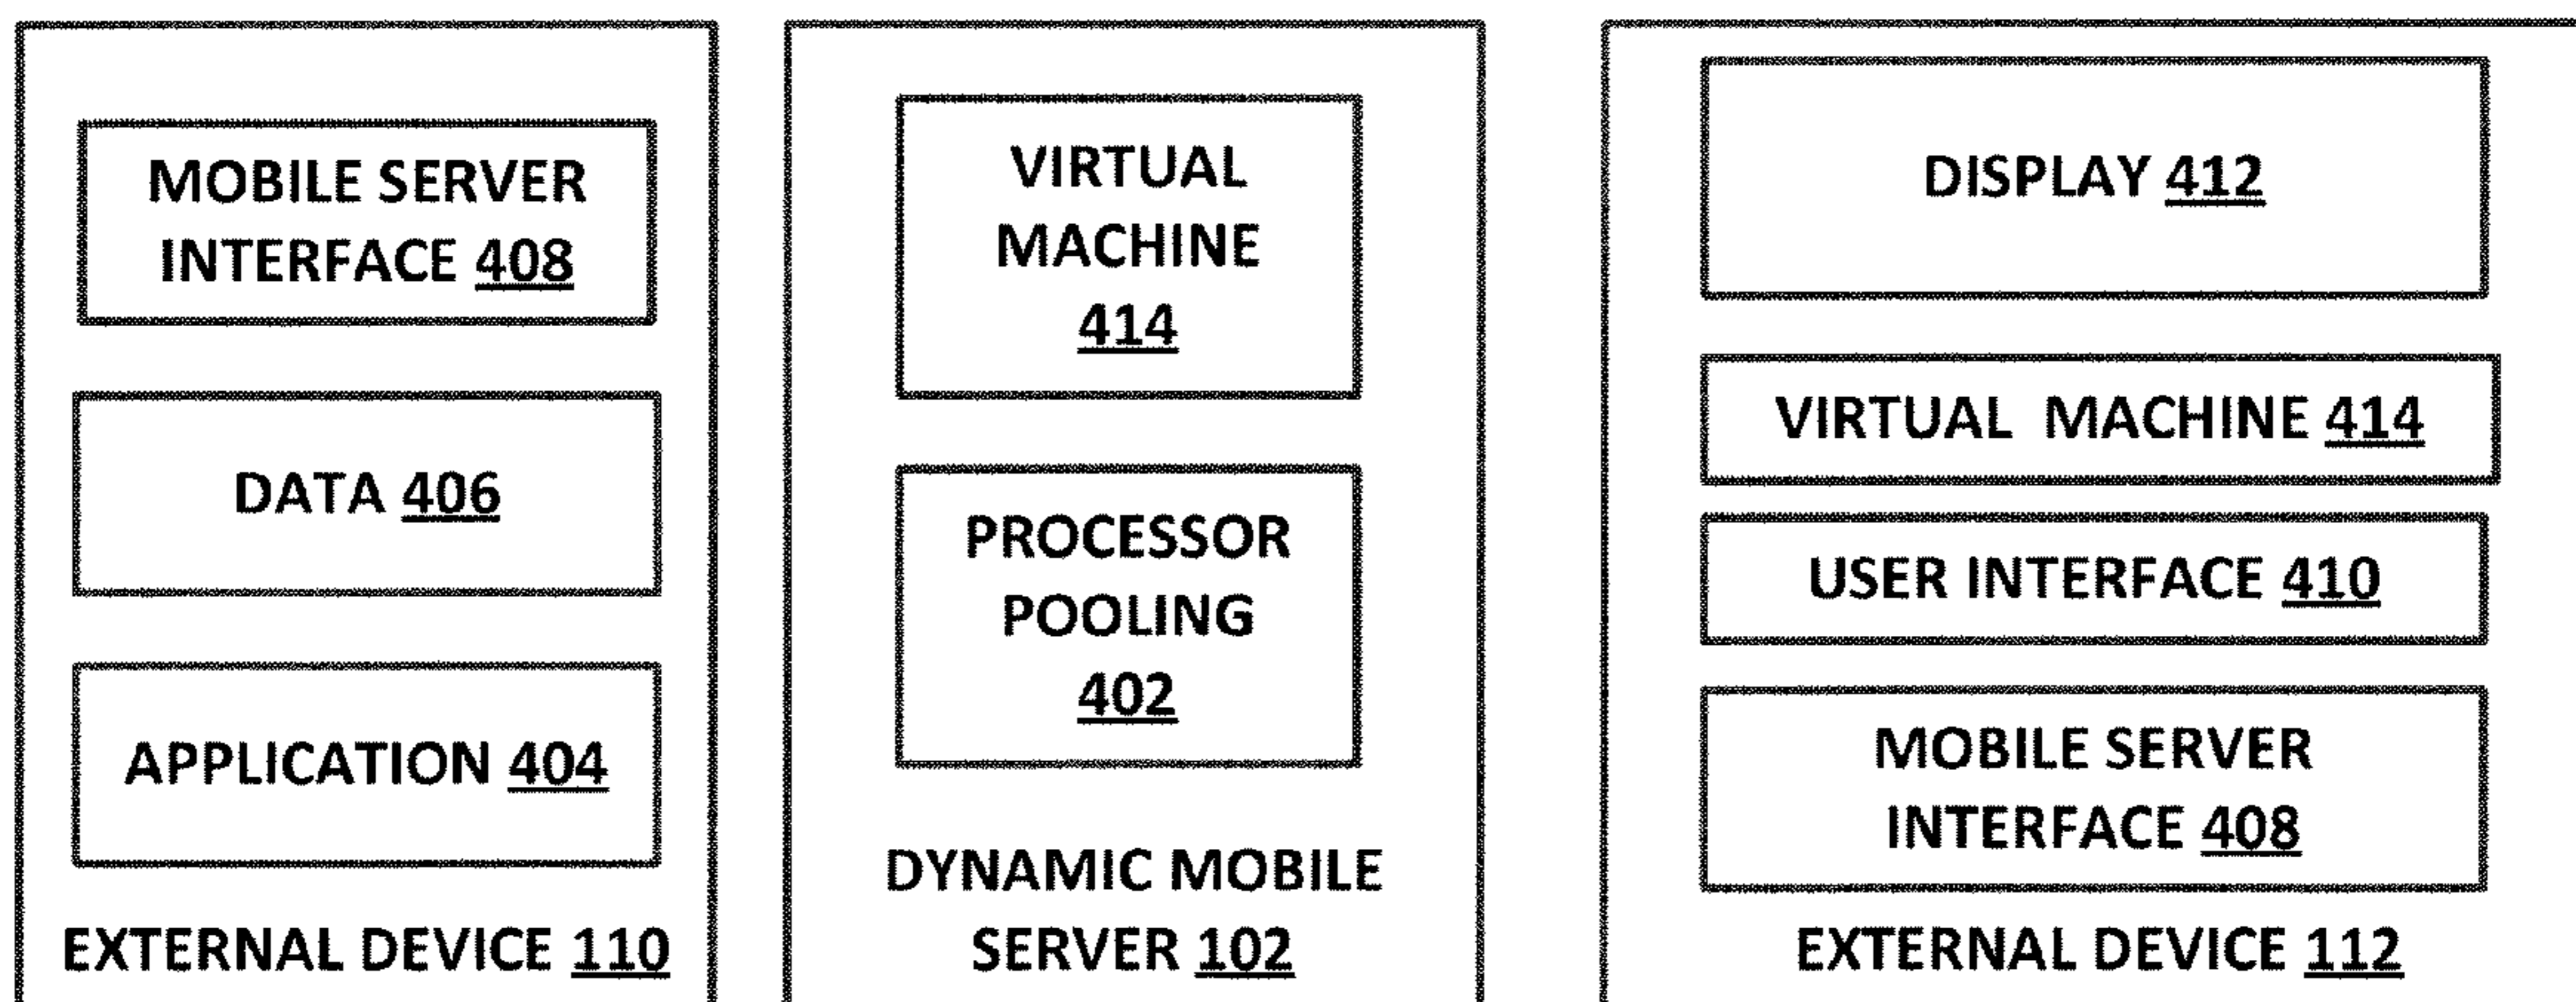 MOBILE SERVER
INTERFACE 408
DATA 406
APPLICATION 404
EXTERNAL DEVICE 110
VIRTUAL
MACHINE
414
PROCESSOR
POOLING
402
DYNAMIC MOBILE
SERVER 102
DISPLAY 412
VIRTUAL MACHINE 414
USER INTERFACE 410
MOBILE SERVER
INTERFACE 408
EXTERNAL DEVICE 112